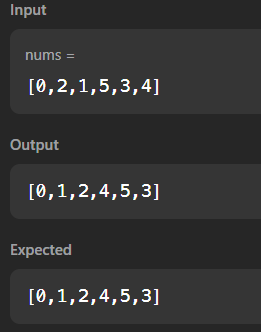 Input
nums =
[0,2,1,5,3,4]
Output
[0,1,2,4,5,3]
Expected
[0,1,2,4,5,3]